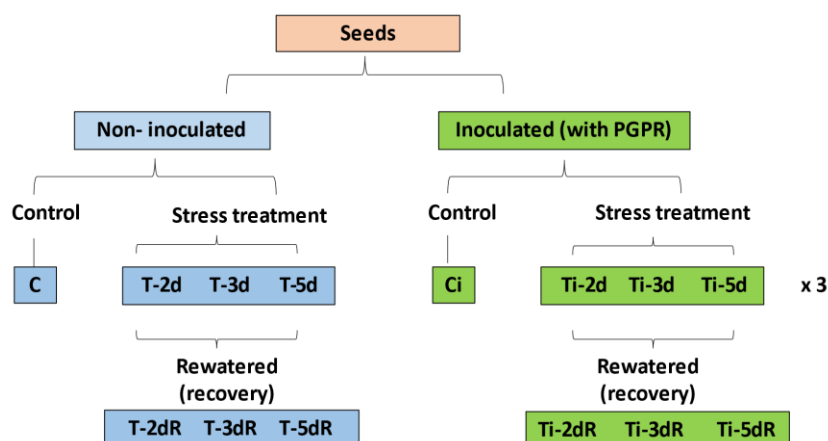 Seeds
Non- inoculated
Inoculated (with PGPR)
Control
Stress treatment
Control
Stress treatment
C
T-2d T-3d T-5d
Ci
Ti-2d Ti-3d Ti-5d
x 3
Rewatered
(recovery)
Rewatered
(recovery)
T-2dR T-3dR T-5dR
Ti-2dR Ti-3dR Ti-5dR